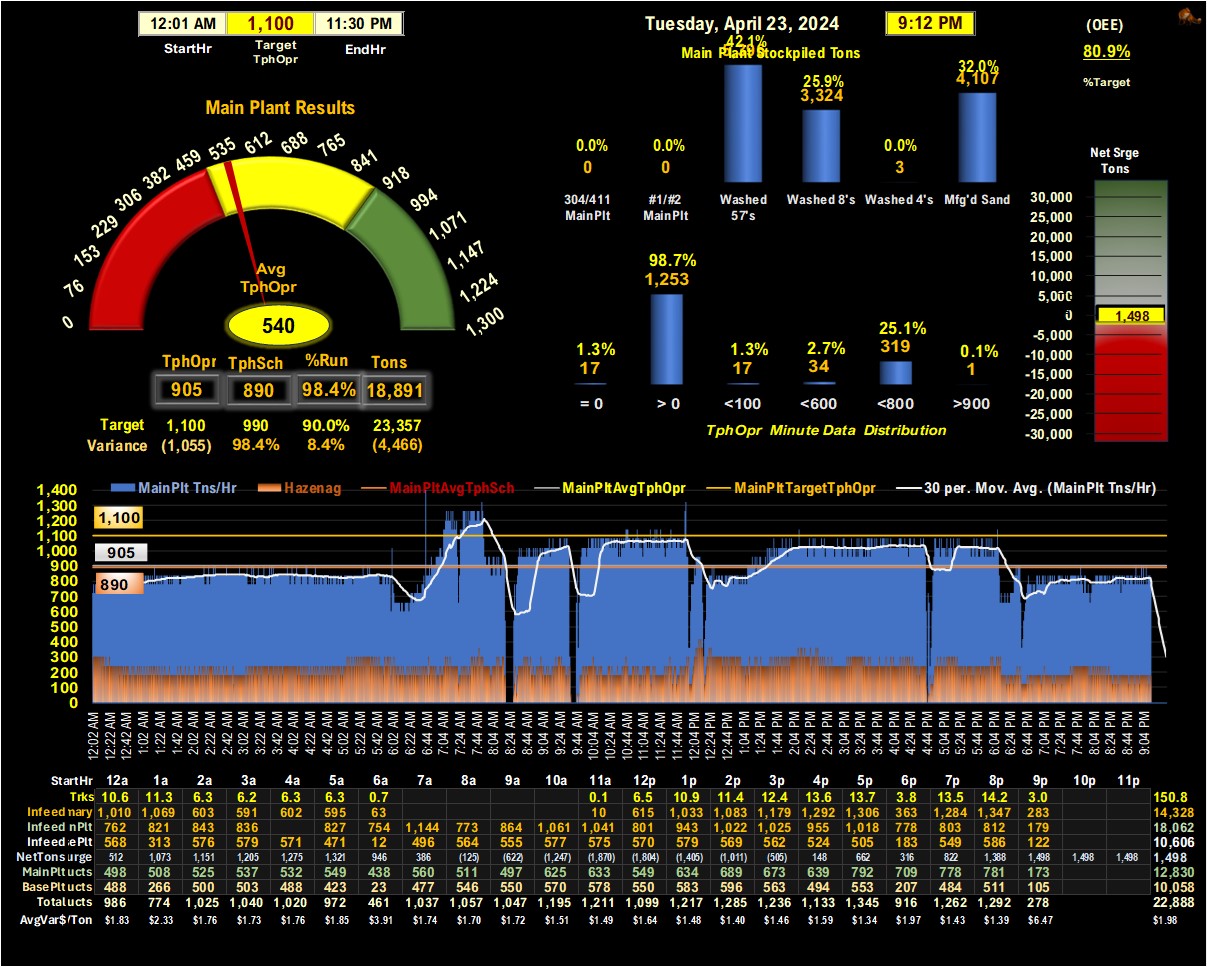 12:01 AM 1,100 11:30 PM
StartHr Target TphOpr EndHr
Tuesday, April 23, 2024 9:12 PM
(OEE)
80.9%
%Target
Main Plant Results
0 76 153 229 306 382 459 535 612 688 765 841 918 994 1,071 1,147 1,224 1,300
Avg
TphOpr
540
TphOpr TphSch %Run Tons
905 890 98.4% 18,891
Target 1,100 990 90.0% 23,357
Variance (1,055) 98.4% 8.4% (4,466)
Main Plant Stockpiled Tons
0.0% 0.0% 42.1% 25.9% 0.0% 32.0%
0 0 3,324 3 4,107
304/411 MainPlt #1/#2 MainPlt Washed 57's Washed 8's Washed 4's Mfg'd Sand
1.3% 98.7% 1.3% 2.7% 25.1% 0.1%
17 1,253 17 34 319 1
= 0 > 0 <100 <600 <800 >900
TphOpr Minute Data Distribution
Net Srge
Tons
30,000
25,000
20,000
15,000
10,000
5,000
0
1,498
-5,000
-10,000
-15,000
-20,000
-25,000
-30,000
MainPlt Tns/Hr Hazenag MainPltAvgTphSch MainPltAvgTphOpr MainPltTargetTphOpr 30 per. Mov. Avg. (MainPlt Tns/Hr)
1,400
1,300
1,200
1,100
1,000
900
800
700
600
500
400
300
200
100
0
1,100
905
890
12:02 AM 12:22 AM 12:42 AM 1:02 AM 1:22 AM 1:42 AM 2:02 AM 2:22 AM 2:42 AM 3:02 AM 3:22 AM 3:42 AM 4:02 AM 4:22 AM 4:42 AM 5:02 AM 5:22 AM 5:42 AM 6:02 AM 6:22 AM 6:44 AM 7:04 AM 7:24 AM 7:44 AM 8:04 AM 8:24 AM 8:44 AM 9:04 AM 9:24 AM 9:44 AM 10:04 AM 10:24 AM 10:44 AM 11:04 AM 11:24 AM 11:44 AM 12:04 PM 12:24 PM 12:44 PM 1:04 PM 1:24 PM 1:44 PM 2:04 PM 2:24 PM 2:44 PM 3:04 PM 3:24 PM 3:44 PM 4:04 PM 4:24 PM 4:44 PM 5:04 PM 5:24 PM 5:44 PM 6:04 PM 6:24 PM 6:44 PM 7:04 PM 7:24 PM 7:44 PM 8:04 PM 8:24 PM 8:44 PM 9:04 PM
StartHr 12a 1a 2a 3a 4a 5a 6a 7a 8a 9a 10a 11a 12p 1p 2p 3p 4p 5p 6p 7p 8p 9p 10p 11p
Trks 10.6 11.3 6.3 6.2 6.3 6.3 0.7 0.1 6.5 10.9 11.4 12.4 13.6 13.7 3.8 13.5 14.2 3.0 150.8
Infeed mary 1,010 1,069 603 591 602 595 63 10 615 1,033 1,083 1,179 1,292 1,306 363 1,284 1,347 283 14,328
Infeed nPlt 762 821 843 836 827 754 1,144 773 864 1,061 1,041 801 943 1,022 1,025 955 1,018 778 803 812 179 18,062
Infeed ePlt 568 313 576 579 571 471 12 496 564 555 577 575 570 579 569 562 524 505 183 549 586 122 10,606
NetTons urge 512 1,073 1,151 1,205 1,275 1,321 946 386 (125) (622) (1,247) (1,870) (1,804) (1,405) (1,011) (505) 148 662 316 822 1,388 1,498 1,498 1,498 1,498
MainPlt ucts 498 508 525 537 532 549 438 560 511 497 625 633 549 634 689 673 639 792 709 778 781 173 12,830
BasePlt ucts 488 266 500 503 488 423 23 477 546 550 570 578 550 583 596 563 494 553 207 484 511 105 10,058
Total ucts 986 774 1,025 1,040 1,020 972 461 1,037 1,057 1,047 1,195 1,211 1,099 1,217 1,285 1,236 1,133 1,345 916 1,262 1,292 278 22,888
AvgVar$/Ton $1.83 $2.33 $1.76 $1.73 $1.76 $1.85 $3.91 $1.74 $1.70 $1.72 $1.51 $1.49 $1.64 $1.48 $1.40 $1.46 $1.59 $1.34 $1.97 $1.43 $1.39 $6.47 $1.98